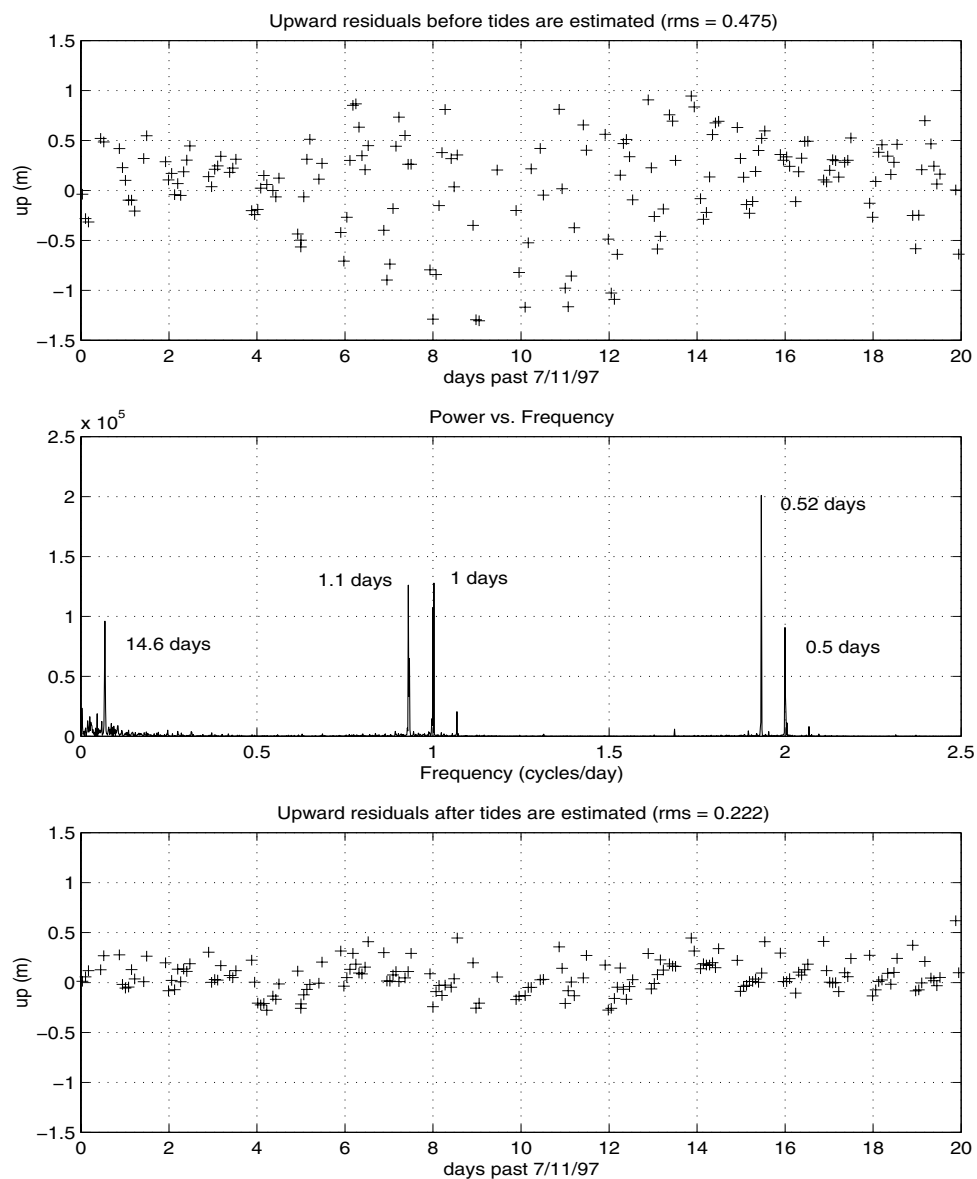 Upward residuals before tides are estimated (rms = 0.475)
1.5
1
0.5
0
−0.5
−1
−1.5
up (m)
0 2 4 6 8 10 12 14 16 18 20
days past 7/11/97
Power vs. Frequency
x 10^5
2.5
2
1.5
1
0.5
0
0.52 days
1.1 days
1 days
14.6 days
0.5 days
0 0.5 1 1.5 2 2.5
Frequency (cycles/day)
Upward residuals after tides are estimated (rms = 0.222)
1.5
1
0.5
0
−0.5
−1
−1.5
up (m)
0 2 4 6 8 10 12 14 16 18 20
days past 7/11/97